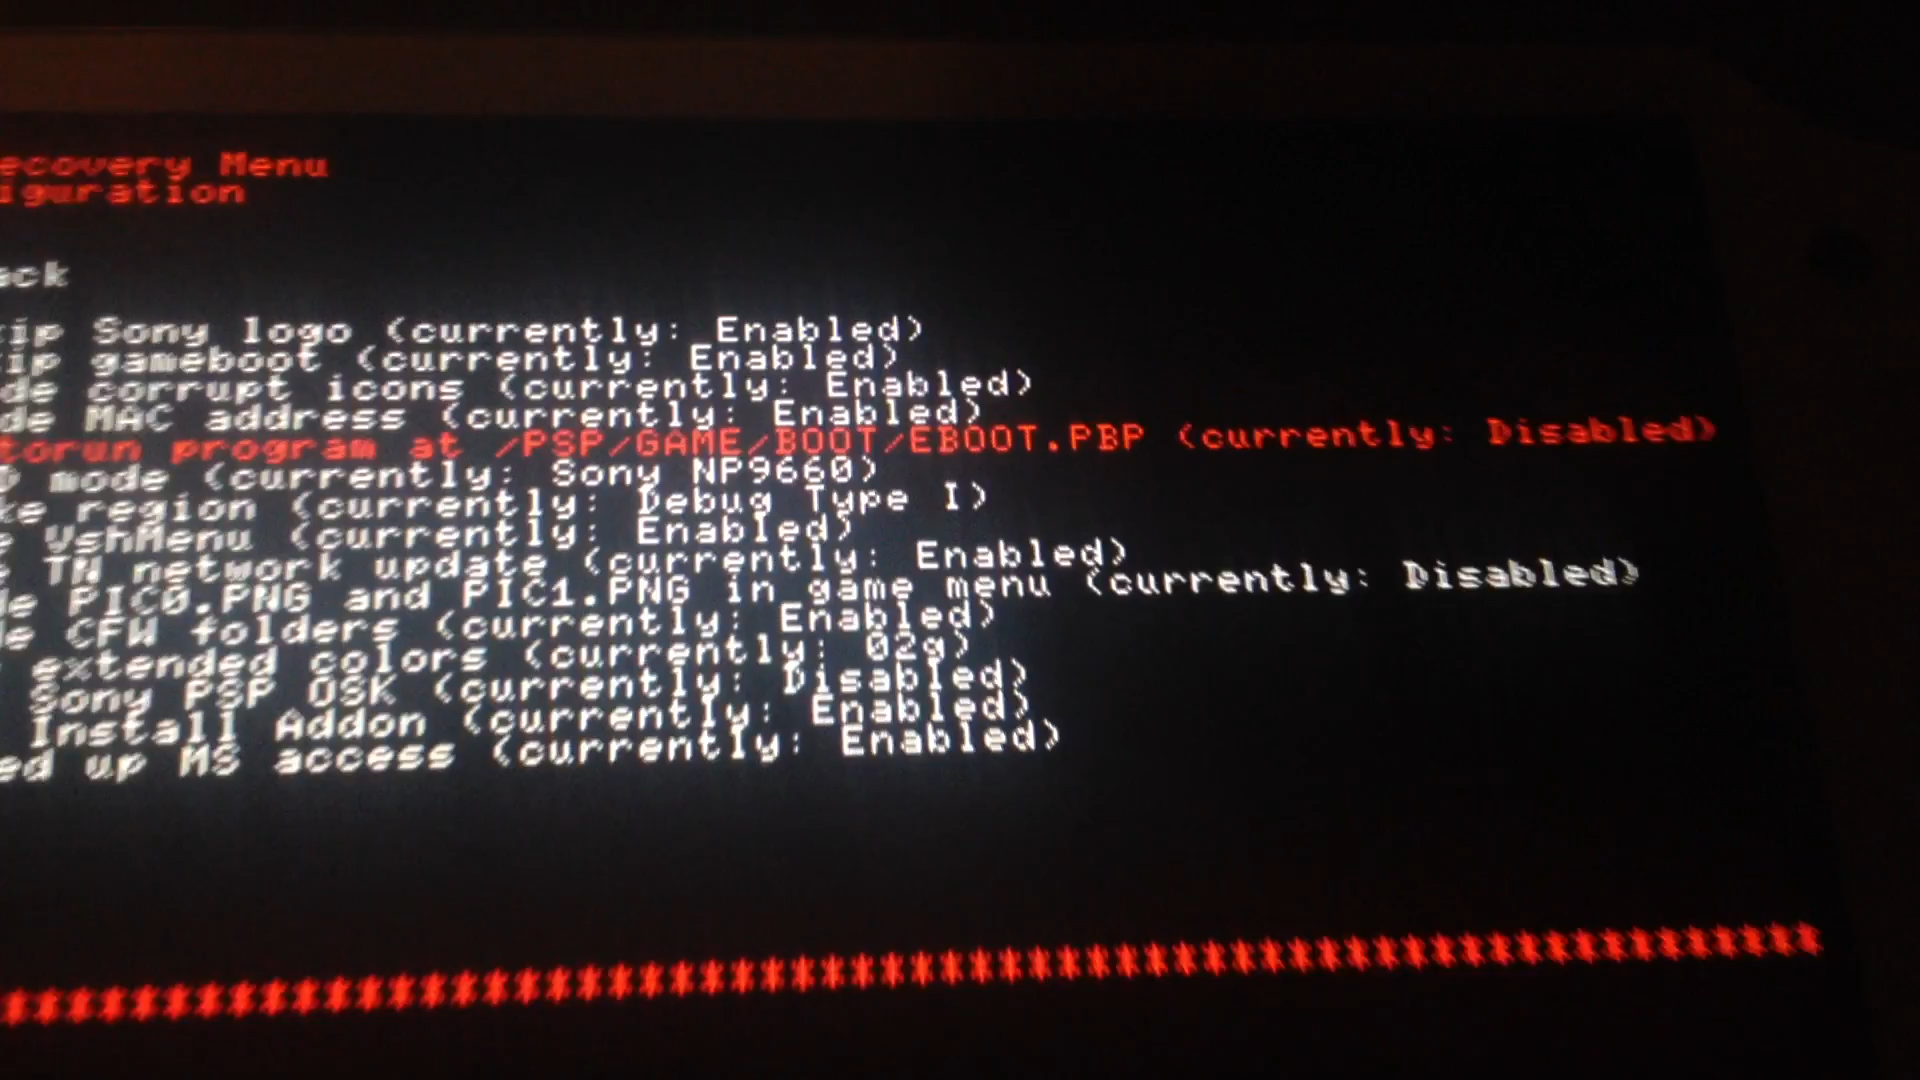 ecovery Menu
iguration
ack
ip Sony logo (currently: Enabled)
ip gameboot (currently: Enabled)
de corrupt icons (currently: Enabled)
de MAC address (currently: Enabled)
torun program at /PSP/GAME/BOOT/EBOOT.PBP (currently: Disabled)
D mode (currently: Sony NP9660)
ke region (currently: Debug Type I)
e VshMenu (currently: Enabled)
e TN network update (currently: Enabled)
de PIC0.PNG and PIC1.PNG in game menu (currently: Disabled)
de CFW folders (currently: Enabled)
extended colors (currently: 02g)
Sony PSP OSK (currently: Disabled)
Install Addon (currently: Enabled)
ed up MS access (currently: Enabled)
***************************************************************